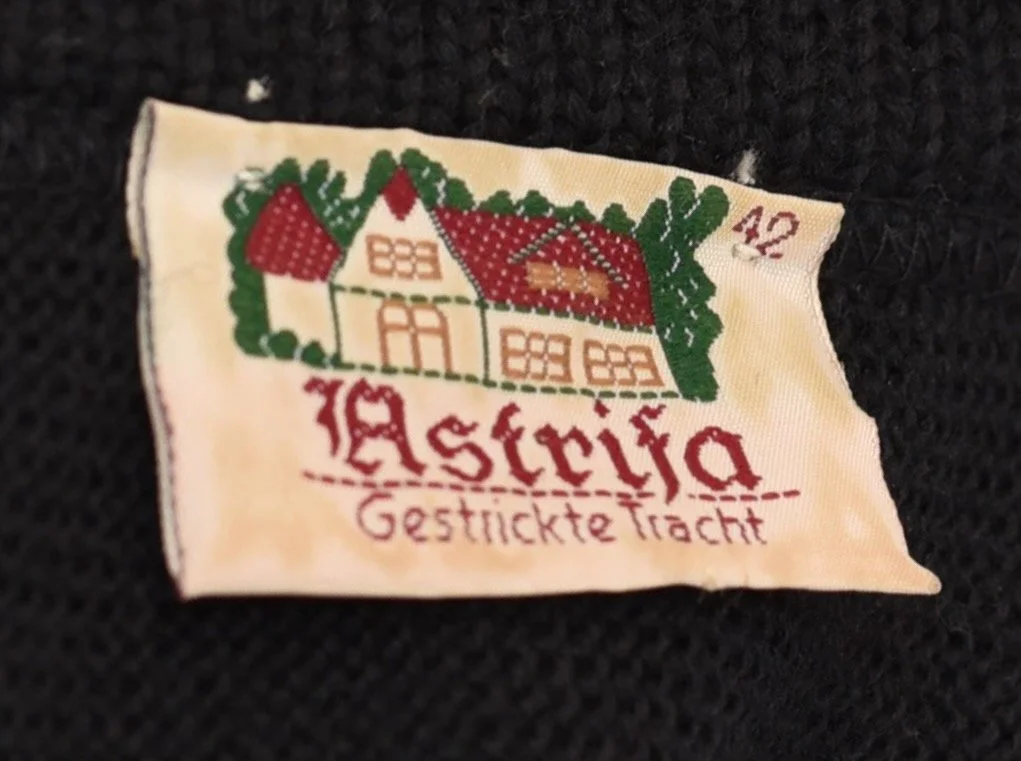 42
Astrifa
Gestrickte Tracht